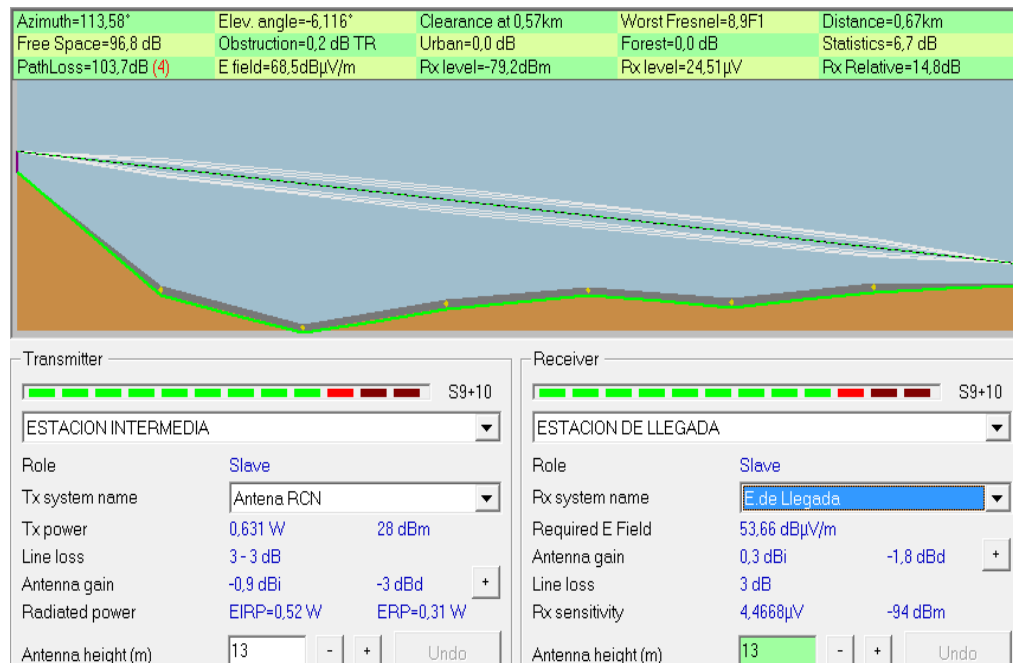 Azimuth=113,58° Elev. angle=-6,116° Clearance at 0,57km Worst Fresnel=8,9F1 Distance=0,67km
Free Space=96,8 dB Obstruction=0,2 dB TR Urban=0,0 dB Forest=0,0 dB Statistics=6,7 dB
PathLoss=103,7dB (4) E field=68,5dBµV/m Rx level=-79,2dBm Rx level=24,51µV Rx Relative=14,8dB
Transmitter
S9+10
ESTACION INTERMEDIA
Role Slave
Tx system name Antena RCN
Tx power 0,631 W 28 dBm
Line loss 3 - 3 dB
Antenna gain -0,9 dBi -3 dBd +
Radiated power EIRP=0,52 W ERP=0,31 W
Antenna height (m) 13 - + Undo
Receiver
S9+10
ESTACION DE LLEGADA
Role Slave
Rx system name E.de Llegada
Required E Field 53,66 dBµV/m
Antenna gain 0,3 dBi -1,8 dBd +
Line loss 3 dB
Rx sensitivity 4,4668µV -94 dBm
Antenna height (m) 13 - + Undo